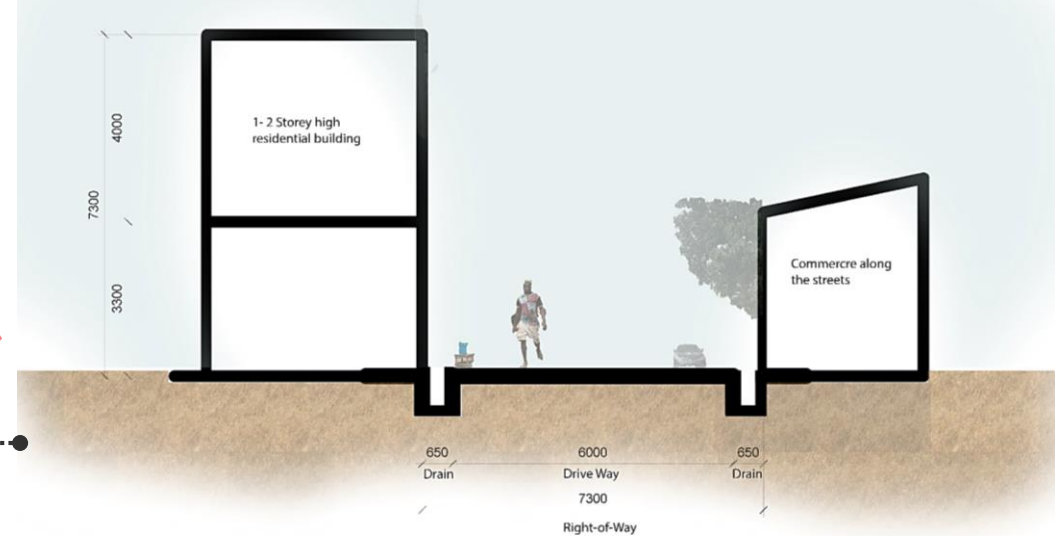 4000
7300
3300
1- 2 Storey high
residential building
Commercre along
the streets
650 6000 650
Drain Drive Way Drain
7300
Right-of-Way